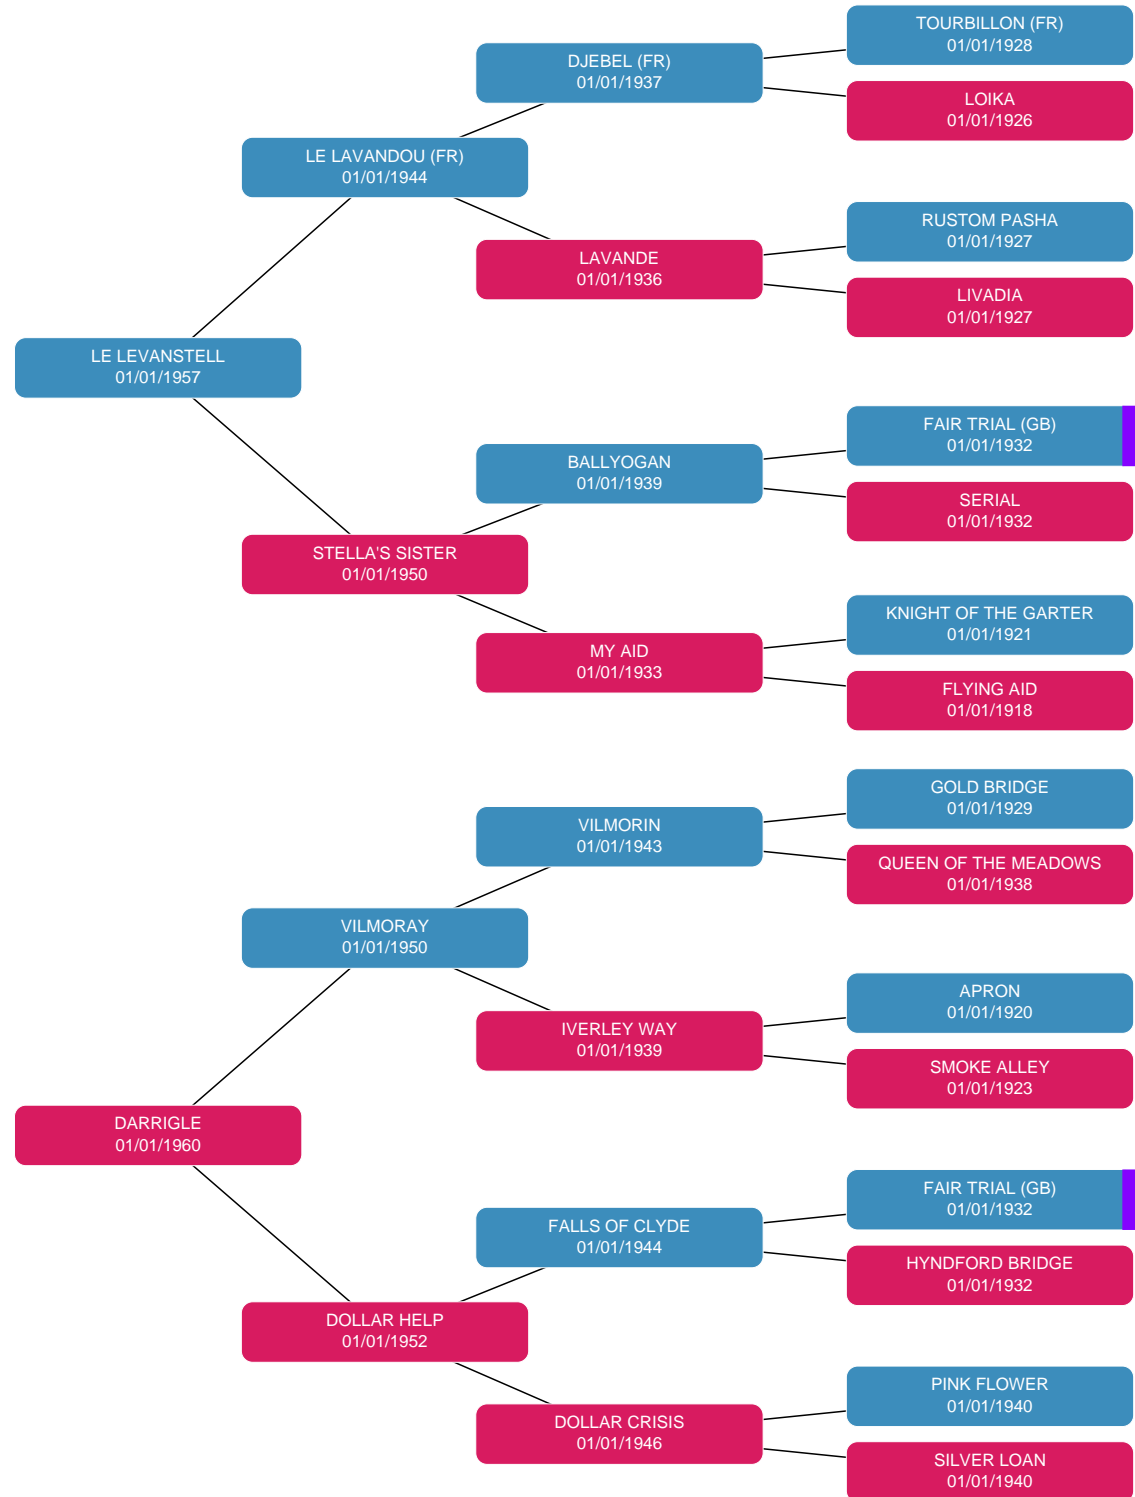 TOURBILLON (FR)
01/01/1928
DJEBEL (FR)
01/01/1937
LOIKA
01/01/1926
LE LAVANDOU (FR)
01/01/1944
RUSTOM PASHA
01/01/1927
LAVANDE
01/01/1936
LIVADIA
01/01/1927
LE LEVANSTELL
01/01/1957
FAIR TRIAL (GB)
01/01/1932
BALLYOGAN
01/01/1939
SERIAL
01/01/1932
STELLA'S SISTER
01/01/1950
KNIGHT OF THE GARTER
01/01/1921
MY AID
01/01/1933
FLYING AID
01/01/1918
GOLD BRIDGE
01/01/1929
VILMORIN
01/01/1943
QUEEN OF THE MEADOWS
01/01/1938
VILMORAY
01/01/1950
APRON
01/01/1920
IVERLEY WAY
01/01/1939
SMOKE ALLEY
01/01/1923
DARRIGLE
01/01/1960
FAIR TRIAL (GB)
01/01/1932
FALLS OF CLYDE
01/01/1944
HYNDFORD BRIDGE
01/01/1932
DOLLAR HELP
01/01/1952
PINK FLOWER
01/01/1940
DOLLAR CRISIS
01/01/1946
SILVER LOAN
01/01/1940